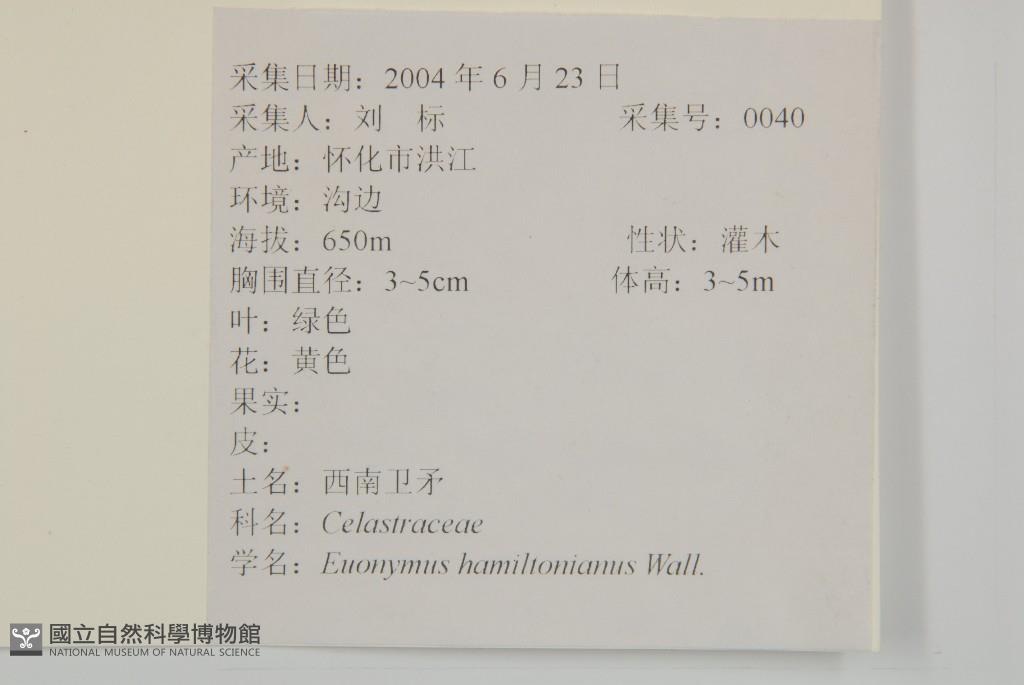 采集日期：2004 年 6 月 23 日
采集人：刘　标　采集号：0040
产地：怀化市洪江
环境：沟边
海拔：650m　性状：灌木
胸围直径：3~5cm　体高：3~5m
叶：绿色
花：黄色
果实：
皮：
土名：西南卫矛
科名：Celastraceae
学名：Euonymus hamiltonianus Wall.
國立自然科學博物館
NATIONAL MUSEUM OF NATURAL SCIENCE